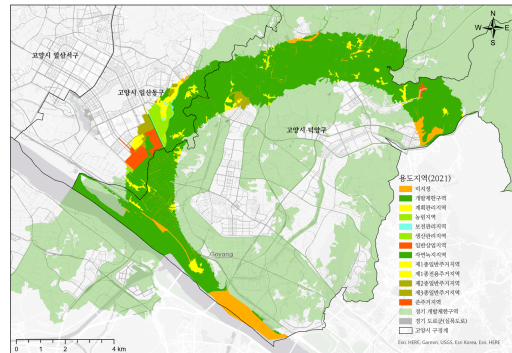 N
W E
S
고양시 일산서구
고양시 일산동구
고양시 덕양구
Goyang
용도지역(2021)
미지정
개발제한구역
계획관리지역
농림지역
보전관리지역
생산관리지역
일반상업지역
자연녹지지역
제1종일반주거지역
제1종전용주거지역
제2종일반주거지역
제3종일반주거지역
준주거지역
경기 개발제한구역
경기 도로군(실폭도로)
고양시 구경계
0 1 2 4 km
Esri, HERE, Garmin, USGS, Esri Korea, Esri, HERE